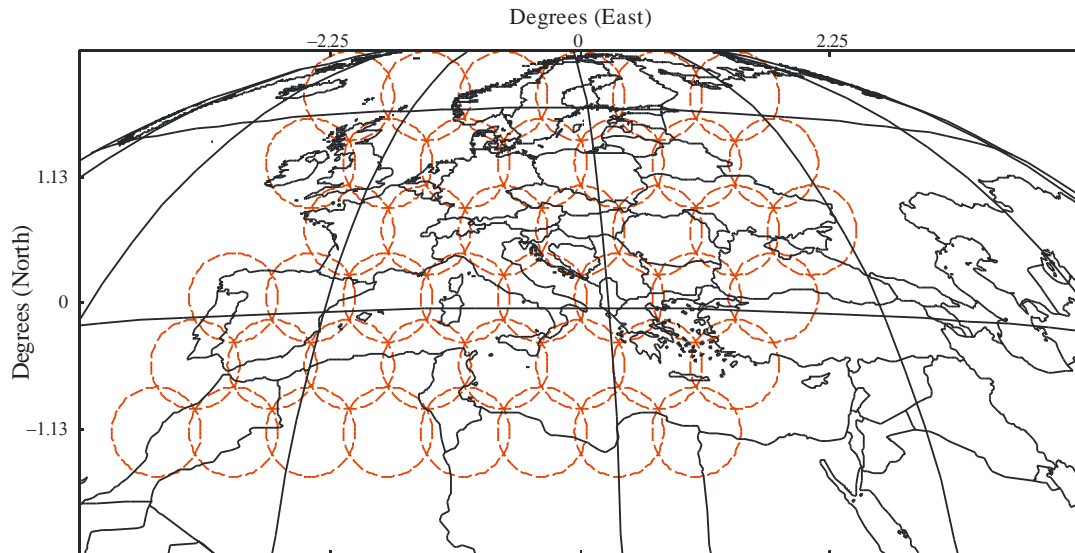 Degrees (East)
−2.25 0 2.25
Degrees (North)
1.13
0
−1.13